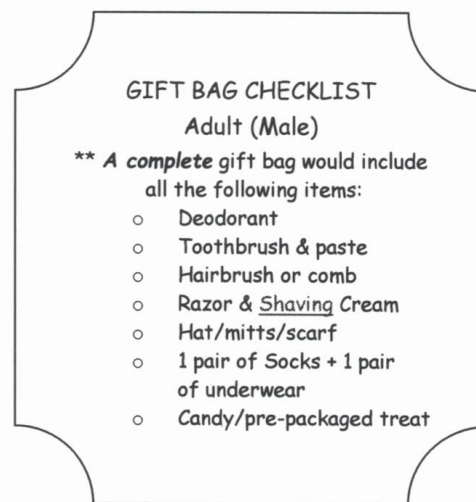 GIFT BAG CHECKLIST
Adult (Male)
** A complete gift bag would include
all the following items:
○ Deodorant
○ Toothbrush & paste
○ Hairbrush or comb
○ Razor & Shaving Cream
○ Hat/mitts/scarf
○ 1 pair of Socks + 1 pair
of underwear
○ Candy/pre-packaged treat